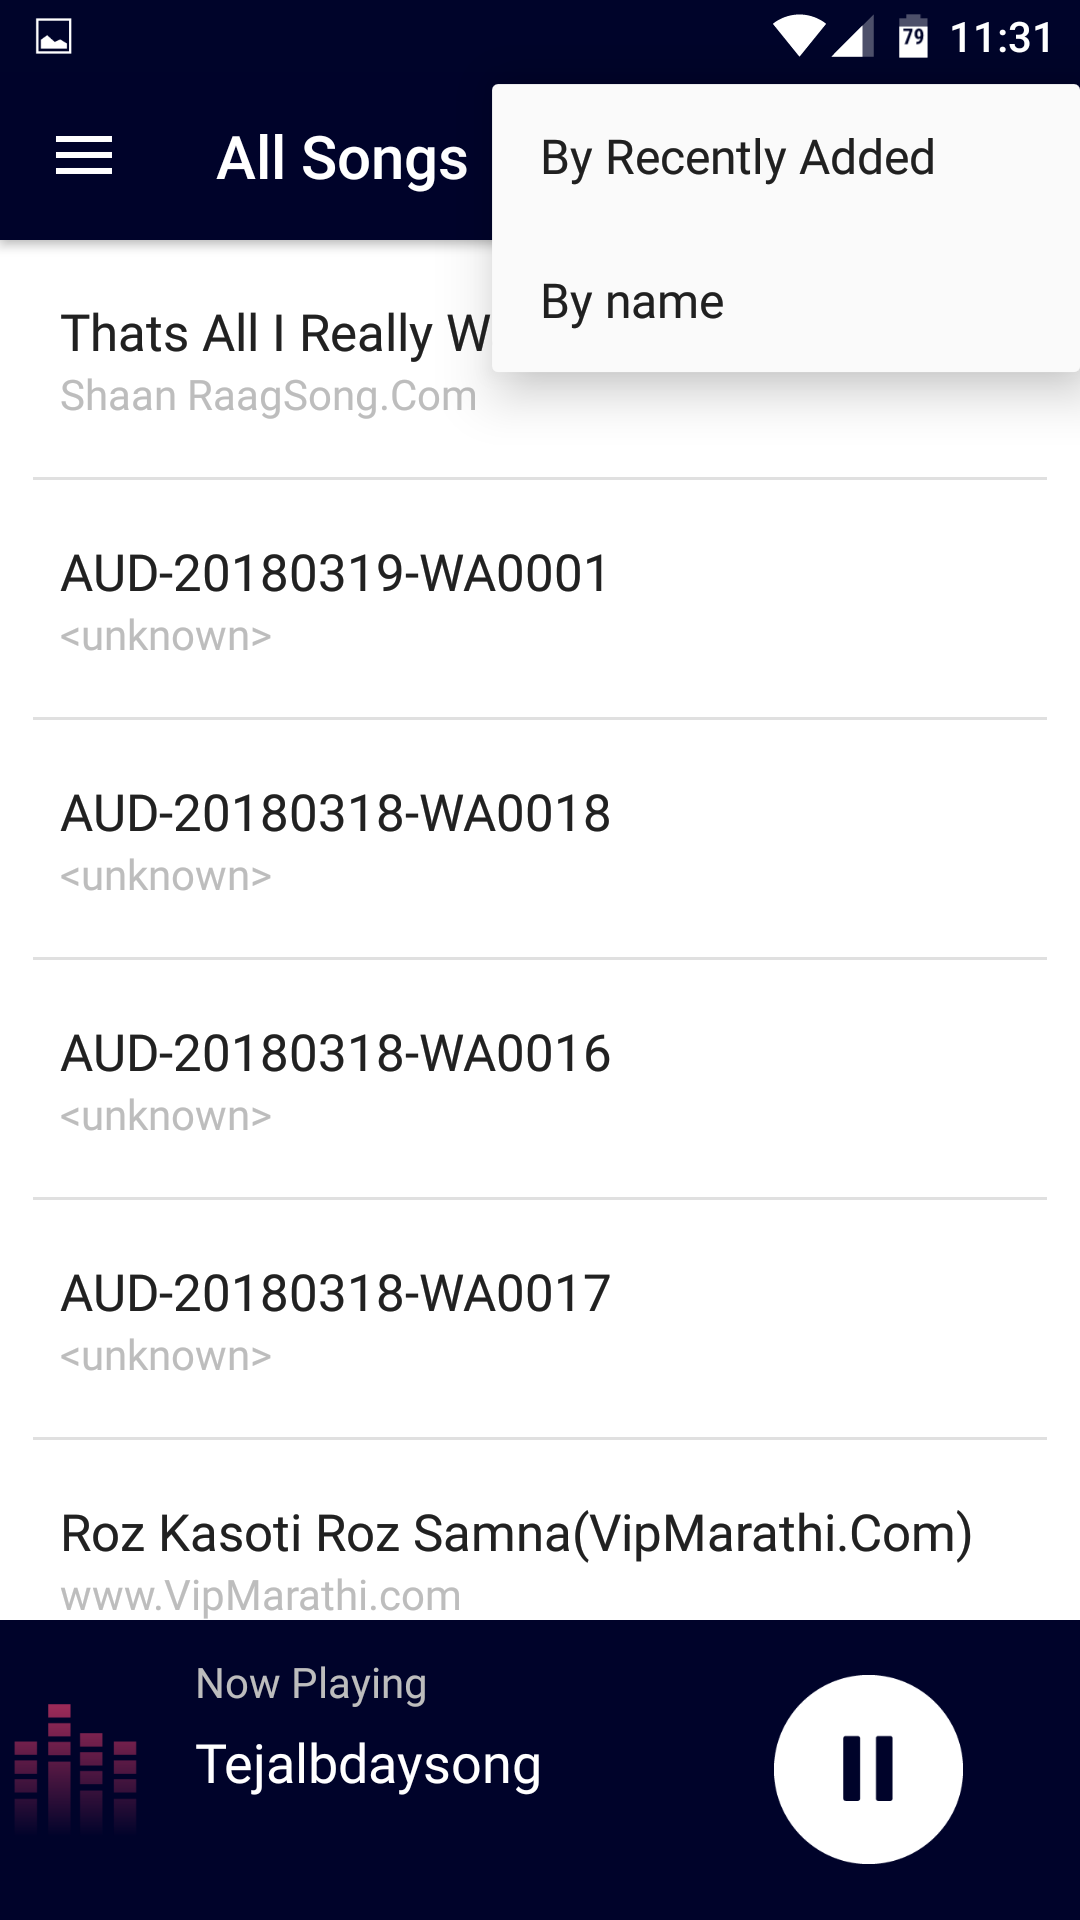 79 11:31
All Songs
By Recently Added
By name
Thats All I Really W
Shaan RaagSong.Com
AUD-20180319-WA0001
<unknown>
AUD-20180318-WA0018
<unknown>
AUD-20180318-WA0016
<unknown>
AUD-20180318-WA0017
<unknown>
Roz Kasoti Roz Samna(VipMarathi.Com)
www.VipMarathi.com
Now Playing
Tejalbdaysong